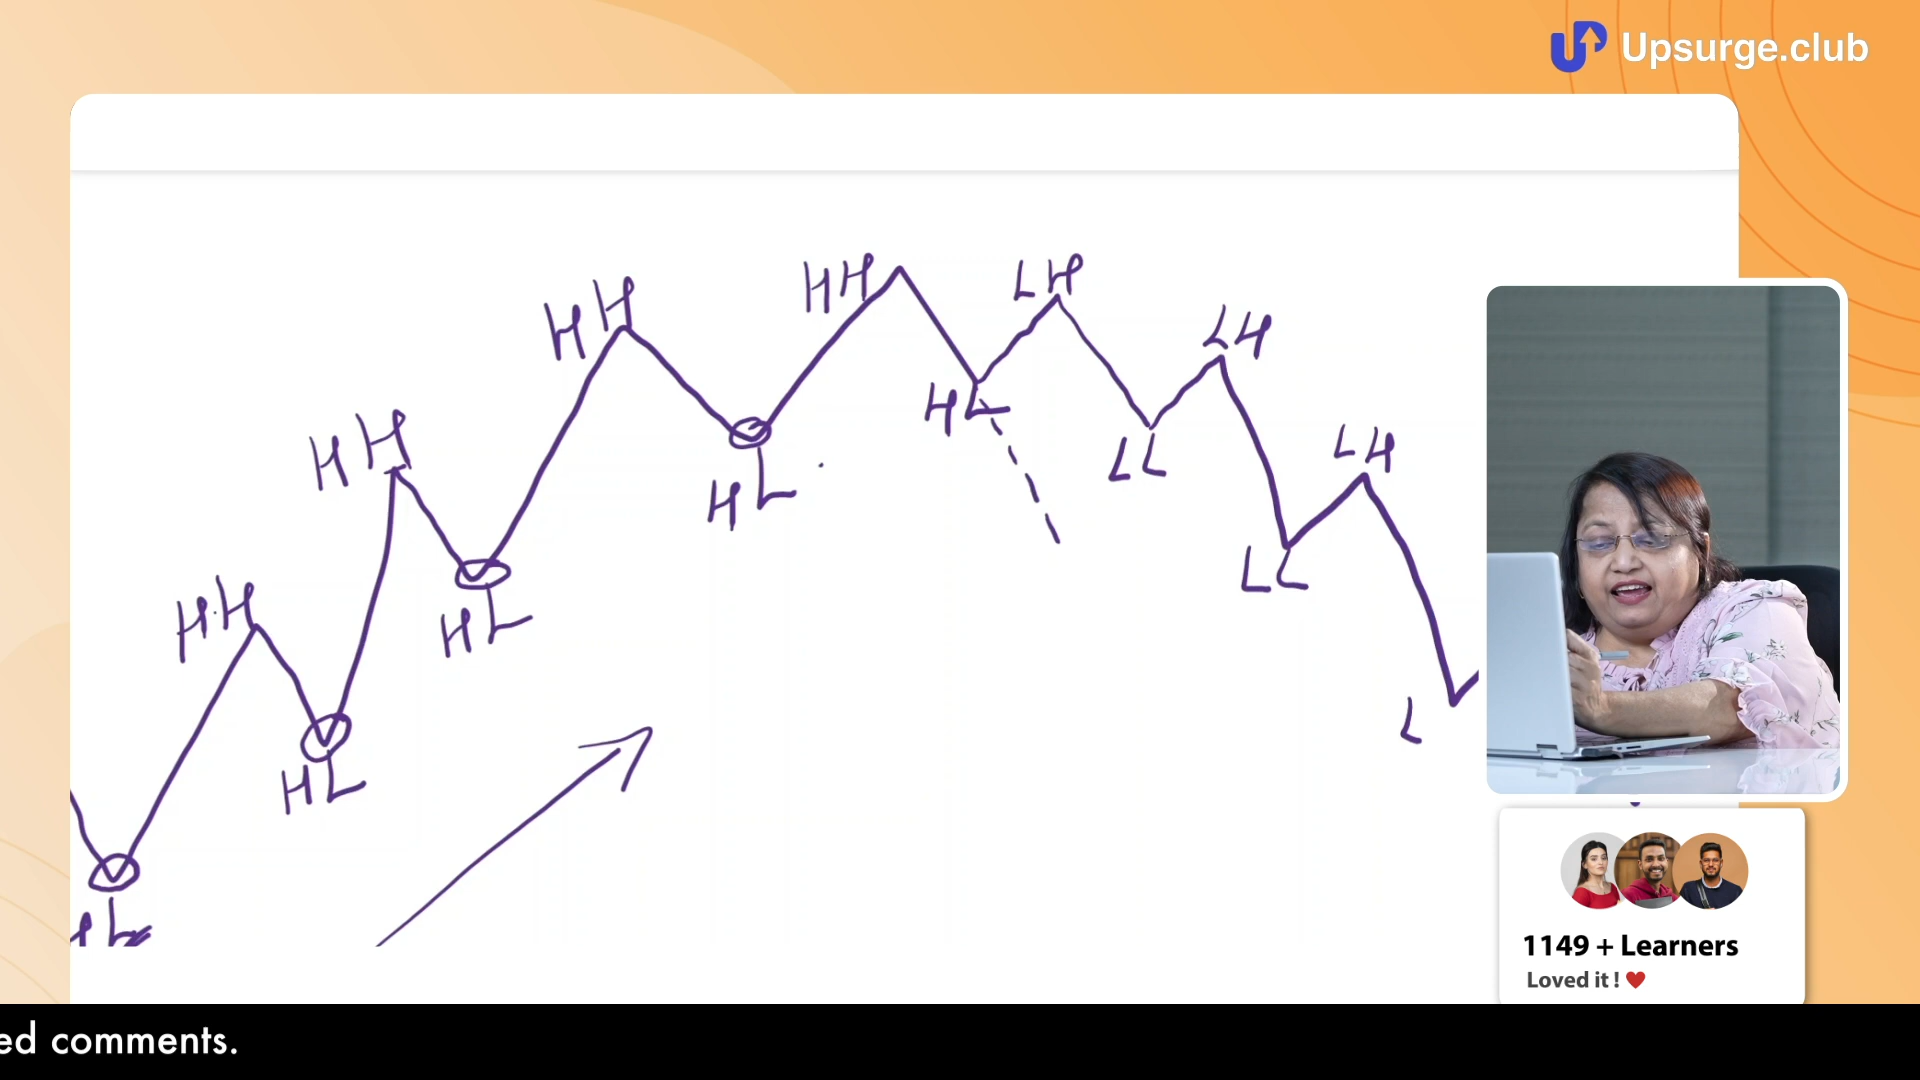 Upsurge.club
HH
LH
HH
LH
HH
HL
LH
LL
HL
HH
LL
HL
L
HL
HL
1149 + Learners
Loved it !
ed comments.